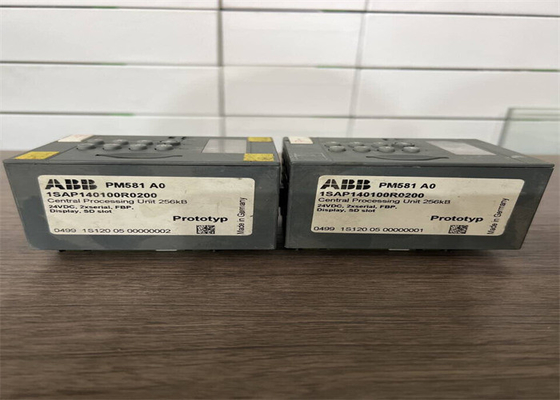 ABB PM581 A0
1SAP140100R0200
Central Processing Unit 256kB
24VDC, 2xserial, FBP,
Display, SD slot
Prototyp
0499 1S120 05 00000002
Made in Germany
ABB PM581 A0
1SAP140100R0200
Central Processing Unit 256kB
24VDC, 2xserial, FBP,
Display, SD slot
Prototyp
0499 1S120 05 00000001
Made in Germany